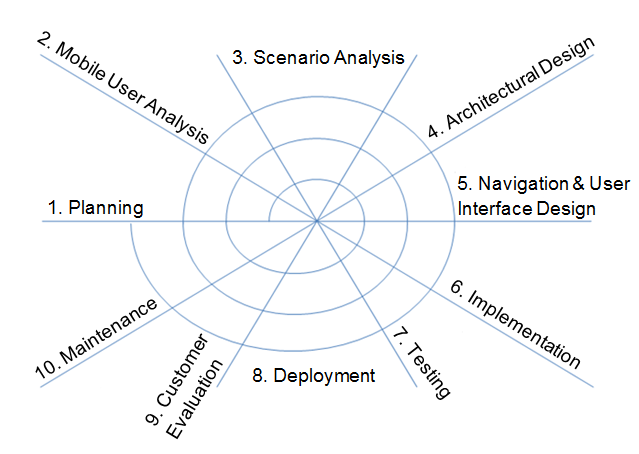 1. Planning
2. Mobile User Analysis
3. Scenario Analysis
4. Architectural Design
5. Navigation & User
Interface Design
6. Implementation
7. Testing
8. Deployment
9. Customer
Evaluation
10. Maintenance